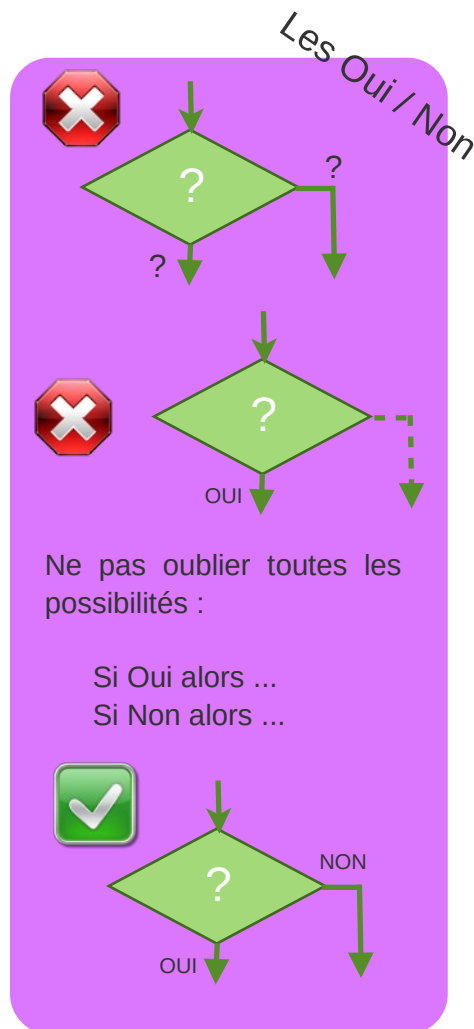 Les Oui / Non
?
?
?
?
OUI
Ne pas oublier toutes les
possibilités :
Si Oui alors ...
Si Non alors ...
?
NON
OUI